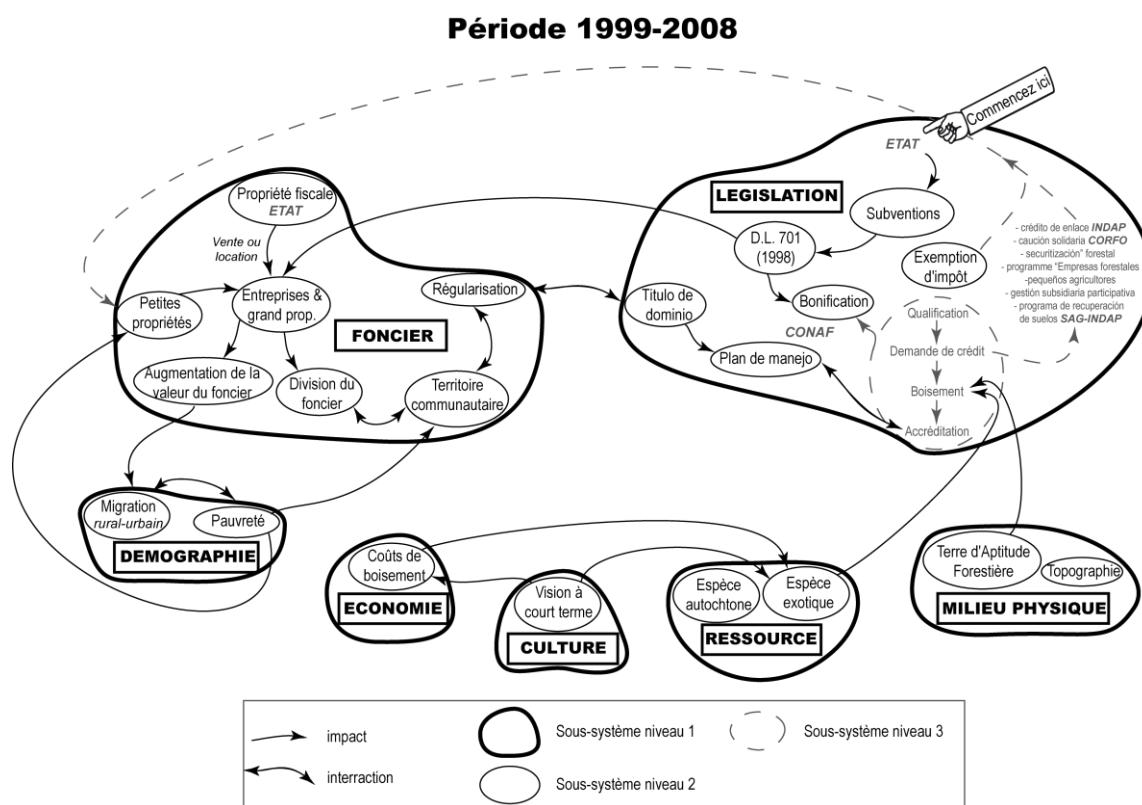 Période 1999-2008
Commencez ici
ETAT
LÉGISLATION
Subventions
D.L. 701
(1998)
Exemption
d'impôt
- crédito de enlace INDAP
- caución solidaria CORFO
- securitización" forestal
- programme "Empresas forestales
-pequeños agricultores
- gestión subsidiaria participativa
- programa de recuperación
de suelos SAG-INDAP
Bonification
CONAF
Titulo de
dominio
Plan de manejo
Qualification
Demande de crédit
Boisement
Accréditation
Propriété fiscale
ETAT
Vente ou
location
Petites
propriétés
Entreprises &
grand prop.
Régularisation
FONCIER
Augmentation de la
valeur du foncier
Division du
foncier
Territoire
communautaire
Migration
rural-urbain
Pauvreté
DEMOGRAPHIE
Coûts de
boisement
ECONOMIE
Vision à
court terme
CULTURE
Espèce
autochtone
Espèce
exotique
RESSOURCE
Terre d'Aptitude
Forestière
Topographie
MILIEU PHYSIQUE
impact
interraction
Sous-système niveau 1
Sous-système niveau 2
Sous-système niveau 3